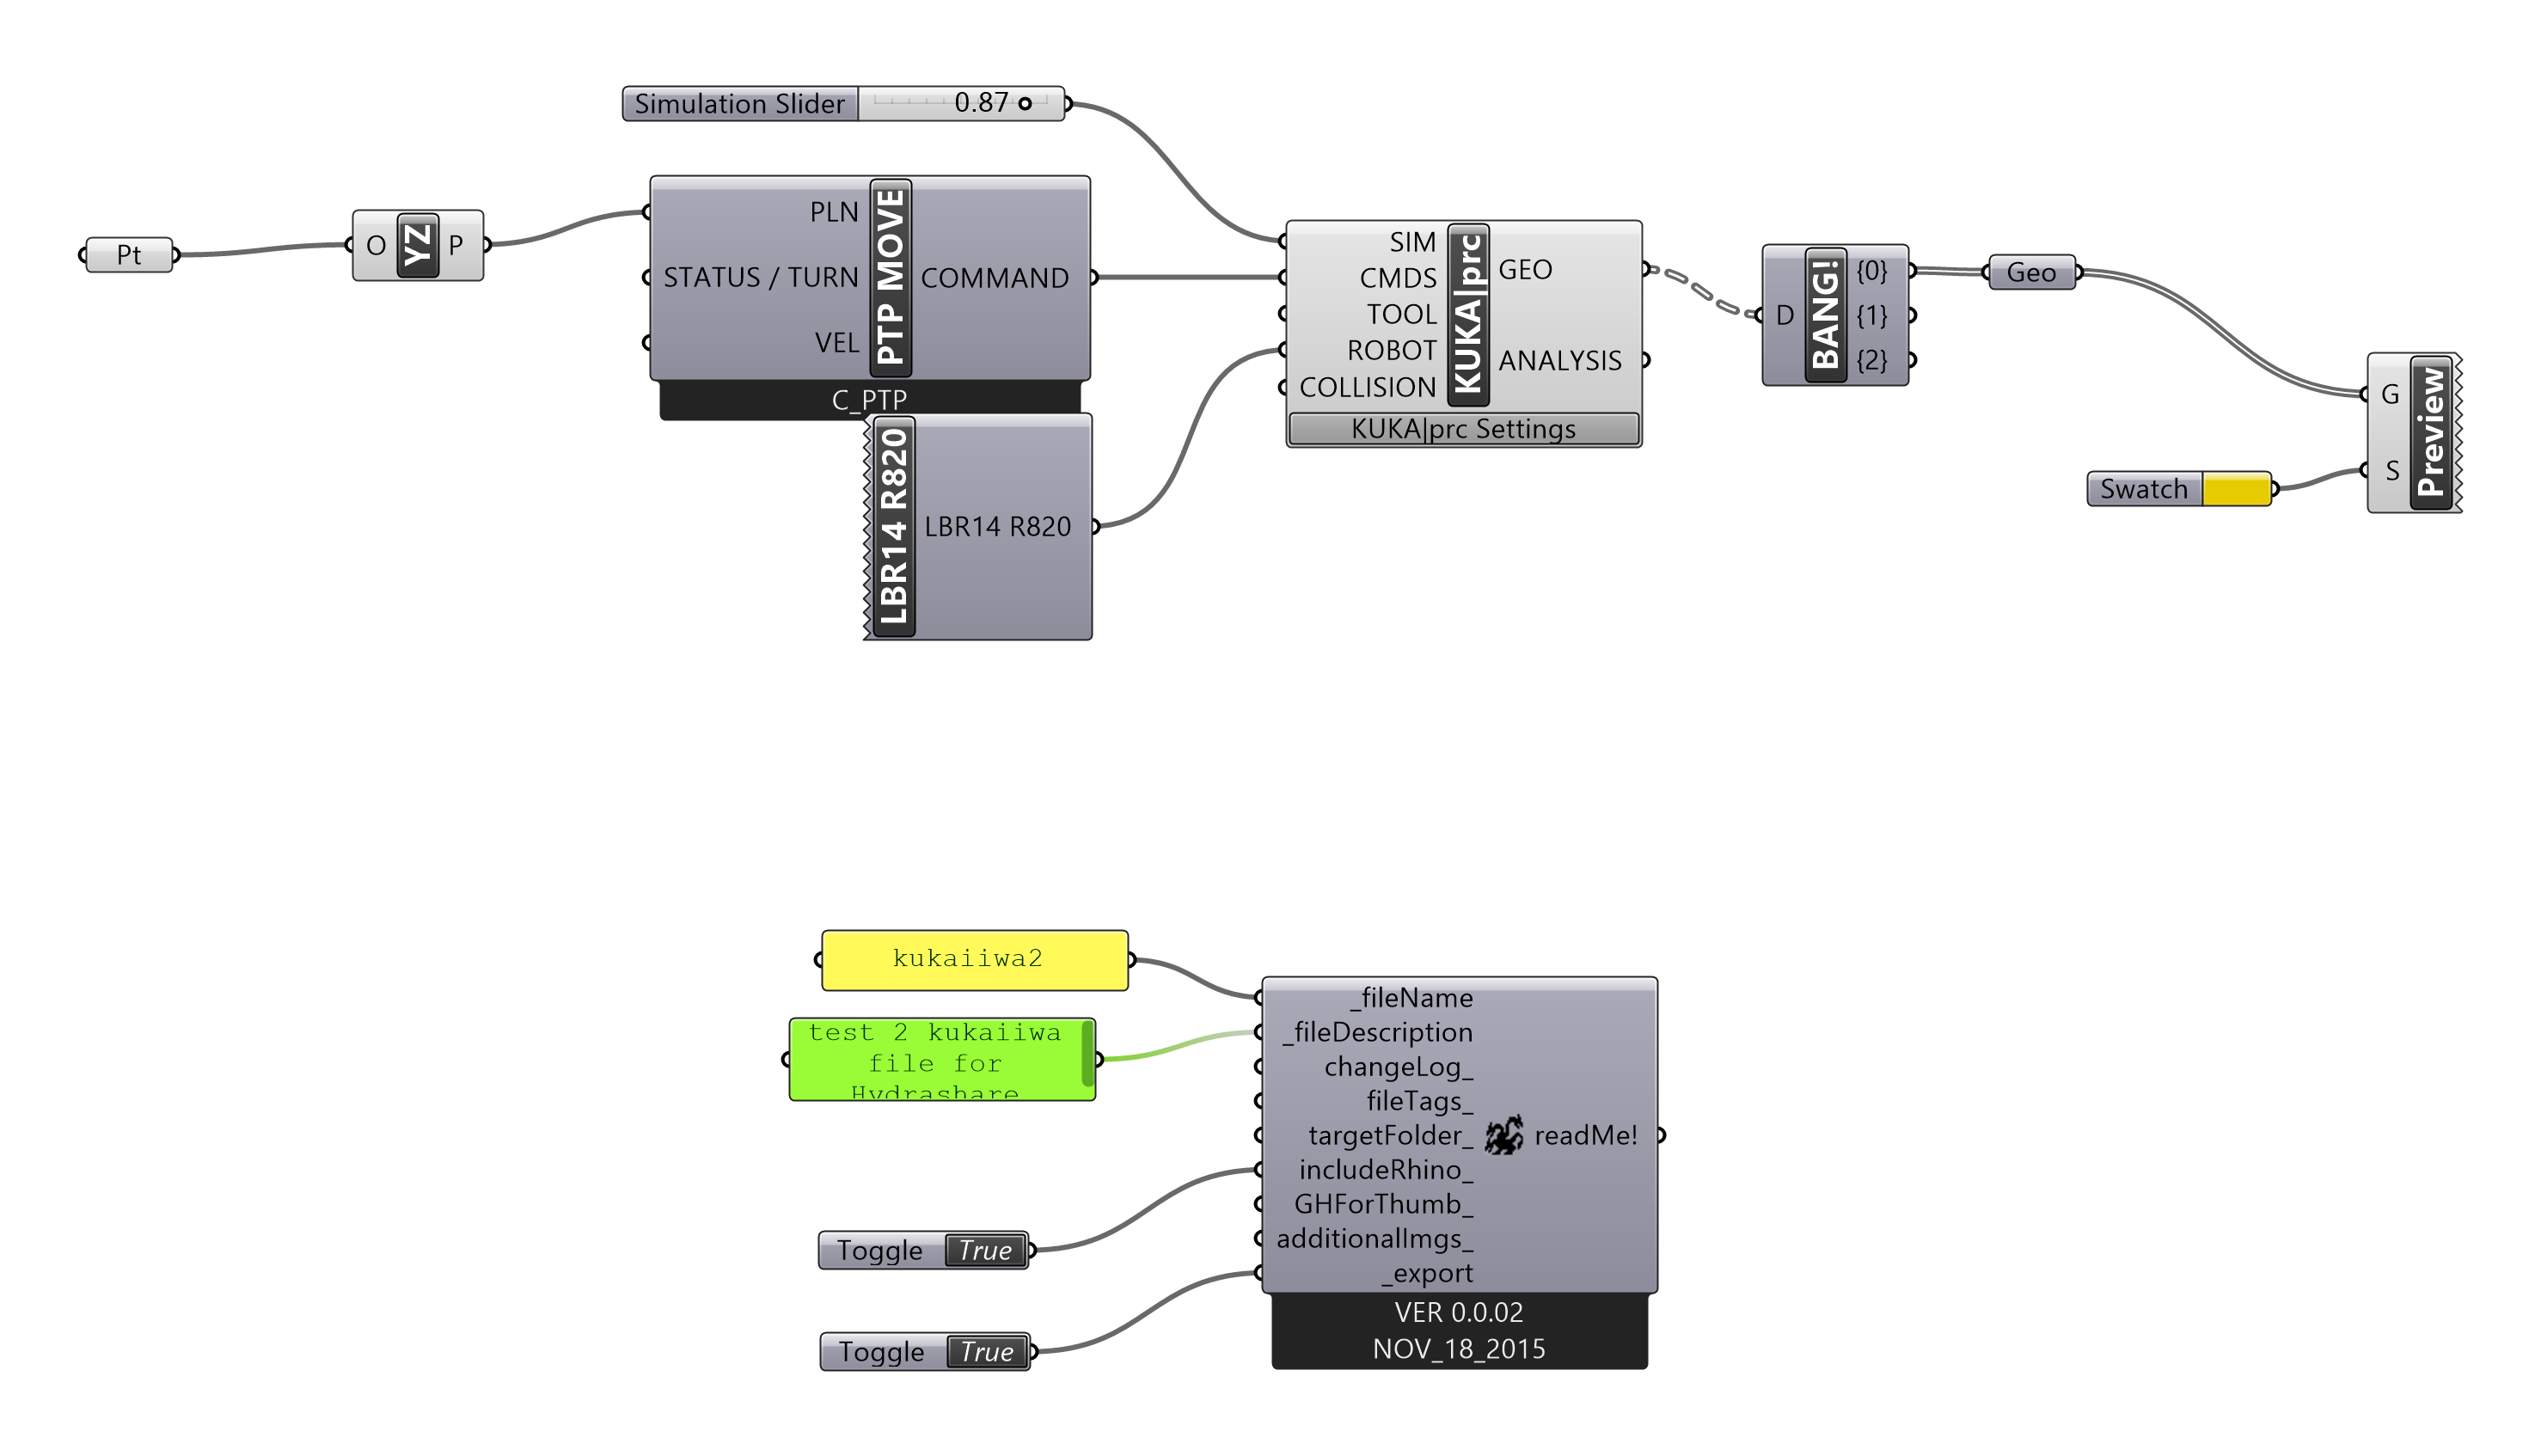 Simulation Slider 0.87
Pt
O YZ P
PLN
STATUS / TURN
VEL
PTP MOVE
COMMAND
C_PTP
LBR14 R820
LBR14 R820
SIM
CMDS
TOOL
ROBOT
COLLISION
KUKA|prc
GEO
ANALYSIS
KUKA|prc Settings
D
BANG!
{0}
{1}
{2}
Geo
Swatch
G
S
Preview
kukaiiwa2
test 2 kukaiiwa
file for
Hydrashare
_fileName
_fileDescription
changeLog_
fileTags_
targetFolder_
includeRhino_
GHForThumb_
additionalImgs_
_export
readMe!
Toggle True
Toggle True
VER 0.0.02
NOV_18_2015